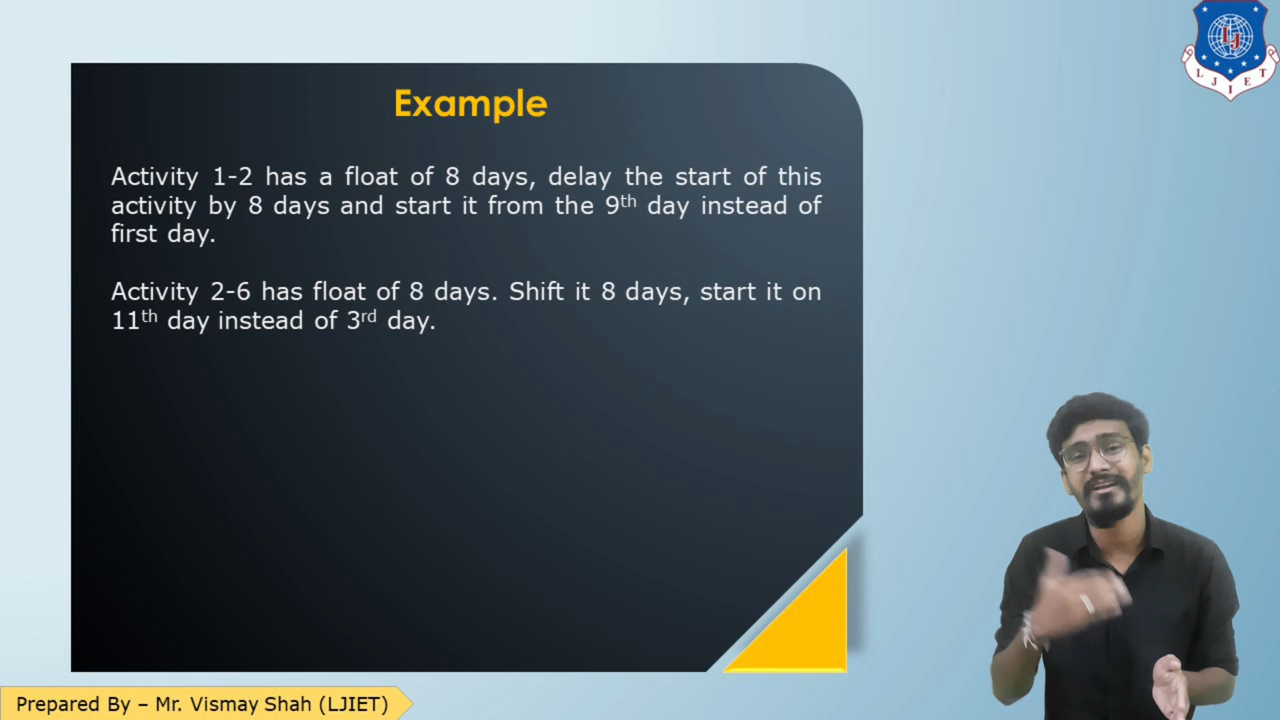 Example
Activity 1-2 has a float of 8 days, delay the start of this
activity by 8 days and start it from the 9th day instead of
first day.
Activity 2-6 has float of 8 days. Shift it 8 days, start it on
11th day instead of 3rd day.
LJIET
Prepared By – Mr. Vismay Shah (LJIET)